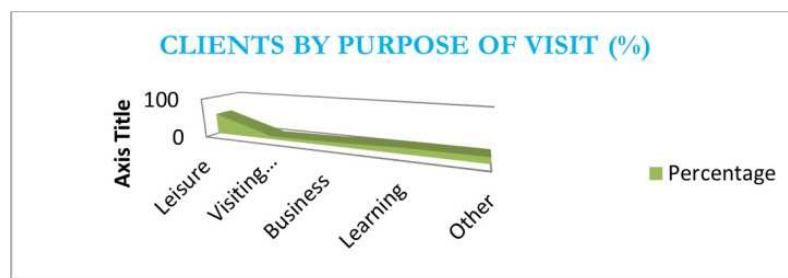 CLIENTS BY PURPOSE OF VISIT (%)
100
0
Axis Title
Leisure
Visiting...
Business
Learning
Other
Percentage